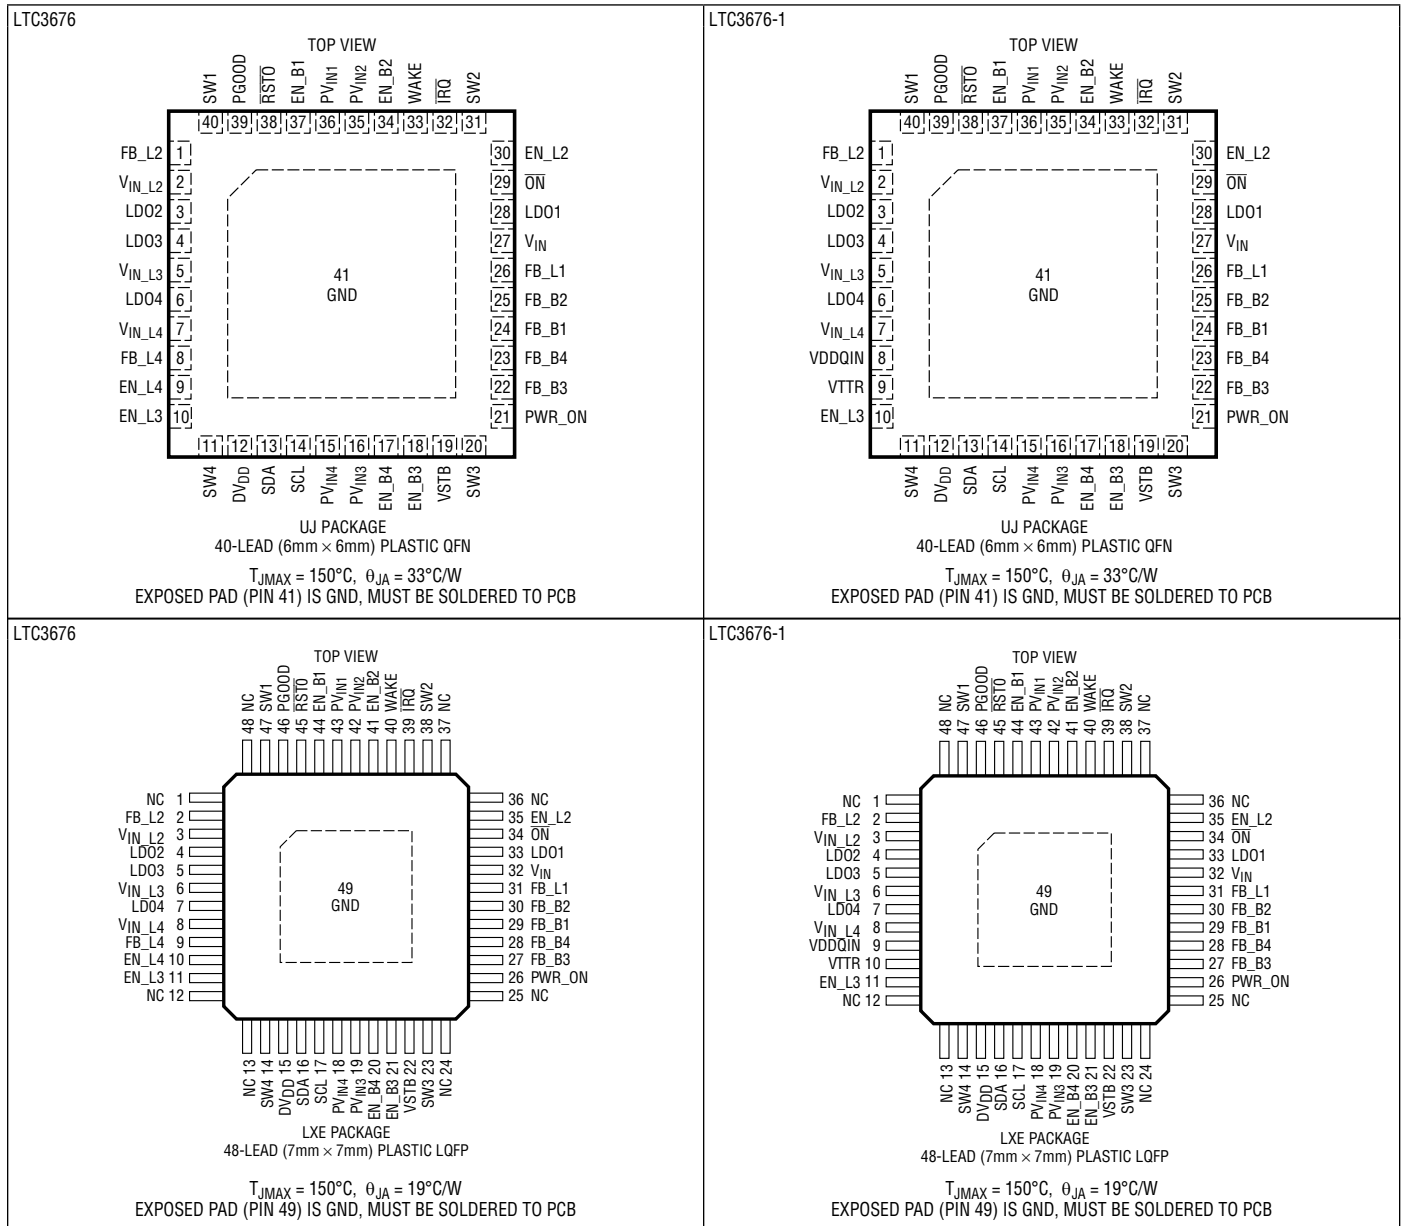 LTC3676
TOP VIEW
SW1 PGOOD RSTO EN_B1 PVIN1 PVIN2 EN_B2 WAKE IRQ SW2
40 39 38 37 36 35 34 33 32 31
FB_L2 1 30 EN_L2
VIN_L2 2 29 ON
LDO2 3 28 LDO1
LDO3 4 27 VIN
VIN_L3 5 26 FB_L1
LDO4 6 25 FB_B2
VIN_L4 7 24 FB_B1
FB_L4 8 23 FB_B4
EN_L4 9 22 FB_B3
EN_L3 10 21 PWR_ON
41
GND
11 12 13 14 15 16 17 18 19 20
SW4 DVDD SDA SCL PVIN4 PVIN3 EN_B4 EN_B3 VSTB SW3
UJ PACKAGE
40-LEAD (6mm × 6mm) PLASTIC QFN
TJMAX = 150°C, θJA = 33°C/W
EXPOSED PAD (PIN 41) IS GND, MUST BE SOLDERED TO PCB
LTC3676-1
TOP VIEW
SW1 PGOOD RSTO EN_B1 PVIN1 PVIN2 EN_B2 WAKE IRQ SW2
40 39 38 37 36 35 34 33 32 31
FB_L2 1 30 EN_L2
VIN_L2 2 29 ON
LDO2 3 28 LDO1
LDO3 4 27 VIN
VIN_L3 5 26 FB_L1
LDO4 6 25 FB_B2
VIN_L4 7 24 FB_B1
VDDQIN 8 23 FB_B4
VTTR 9 22 FB_B3
EN_L3 10 21 PWR_ON
41
GND
11 12 13 14 15 16 17 18 19 20
SW4 DVDD SDA SCL PVIN4 PVIN3 EN_B4 EN_B3 VSTB SW3
UJ PACKAGE
40-LEAD (6mm × 6mm) PLASTIC QFN
TJMAX = 150°C, θJA = 33°C/W
EXPOSED PAD (PIN 41) IS GND, MUST BE SOLDERED TO PCB
LTC3676
TOP VIEW
48 NC 47 SW1 46 PGOOD 45 RSTO 44 EN_B1 43 PVIN1 42 PVIN2 41 EN_B2 40 WAKE 39 IRQ 38 SW2 37 NC
NC 1 36 NC
FB_L2 2 35 EN_L2
VIN_L2 3 34 ON
LDO2 4 33 LDO1
LDO3 5 32 VIN
VIN_L3 6 31 FB_L1
LDO4 7 30 FB_B2
VIN_L4 8 29 FB_B1
FB_L4 9 28 FB_B4
EN_L4 10 27 FB_B3
EN_L3 11 26 PWR_ON
NC 12 25 NC
49
GND
NC 13 SW4 14 DVDD 15 SDA 16 SCL 17 PVIN4 18 PVIN3 19 EN_B4 20 EN_B3 21 VSTB 22 SW3 23 NC 24
LXE PACKAGE
48-LEAD (7mm × 7mm) PLASTIC LQFP
TJMAX = 150°C, θJA = 19°C/W
EXPOSED PAD (PIN 49) IS GND, MUST BE SOLDERED TO PCB
LTC3676-1
TOP VIEW
48 NC 47 SW1 46 PGOOD 45 RSTO 44 EN_B1 43 PVIN1 42 PVIN2 41 EN_B2 40 WAKE 39 IRQ 38 SW2 37 NC
NC 1 36 NC
FB_L2 2 35 EN_L2
VIN_L2 3 34 ON
LDO2 4 33 LDO1
LDO3 5 32 VIN
VIN_L3 6 31 FB_L1
LDO4 7 30 FB_B2
VIN_L4 8 29 FB_B1
VDDQIN 9 28 FB_B4
VTTR 10 27 FB_B3
EN_L3 11 26 PWR_ON
NC 12 25 NC
49
GND
NC 13 SW4 14 DVDD 15 SDA 16 SCL 17 PVIN4 18 PVIN3 19 EN_B4 20 EN_B3 21 VSTB 22 SW3 23 NC 24
LXE PACKAGE
48-LEAD (7mm × 7mm) PLASTIC LQFP
TJMAX = 150°C, θJA = 19°C/W
EXPOSED PAD (PIN 49) IS GND, MUST BE SOLDERED TO PCB